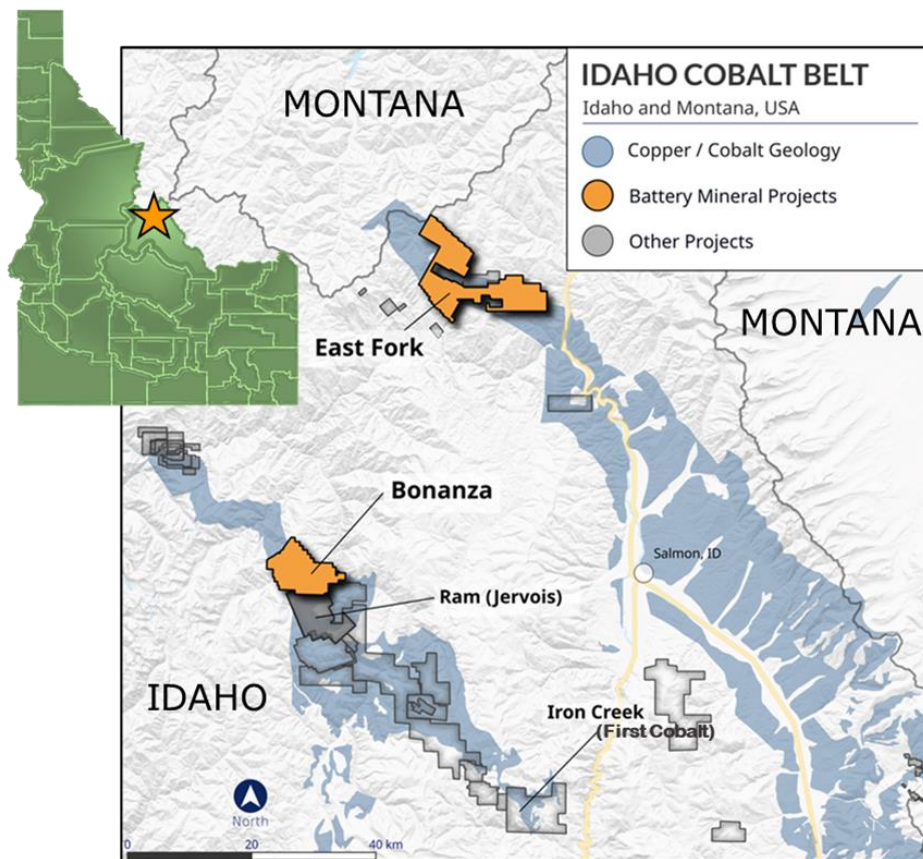 IDAHO COBALT BELT
Idaho and Montana, USA
Copper / Cobalt Geology
Battery Mineral Projects
Other Projects
MONTANA
MONTANA
East Fork
Bonanza
Salmon, ID
Ram (Jervois)
IDAHO
Iron Creek
(First Cobalt)
North
0 20 40 km